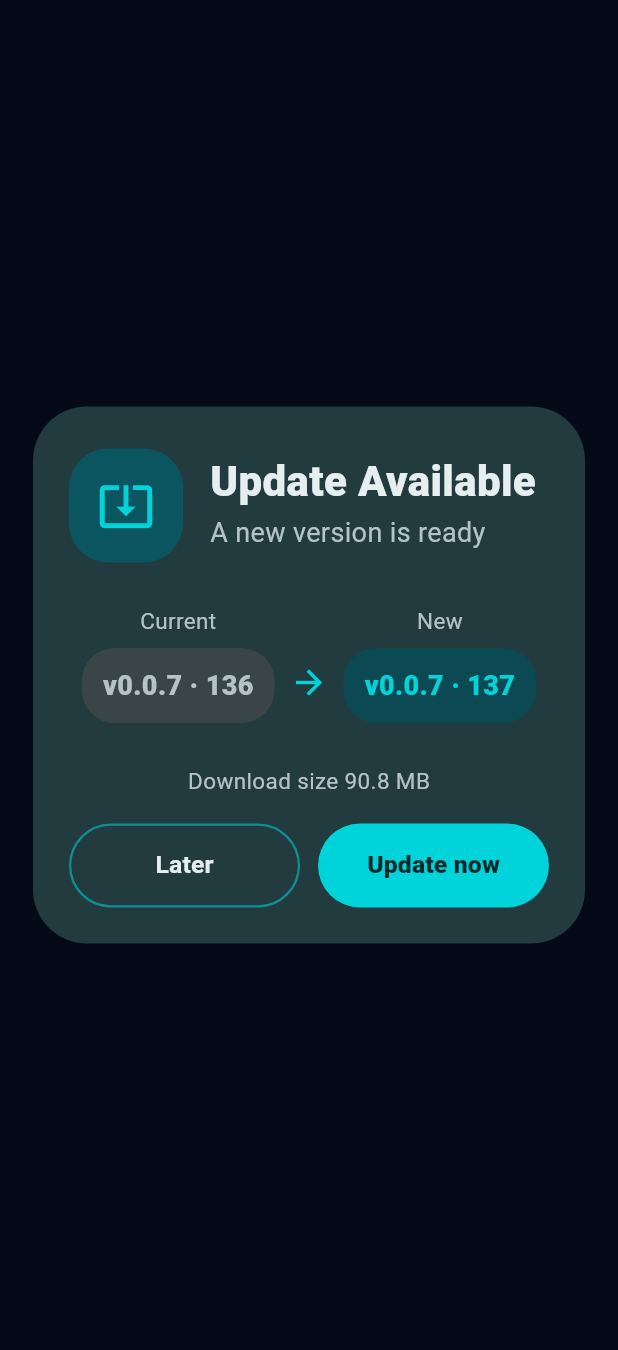 Update Available
A new version is ready
Current
New
v0.0.7 · 136
v0.0.7 · 137
Download size 90.8 MB
Later
Update now